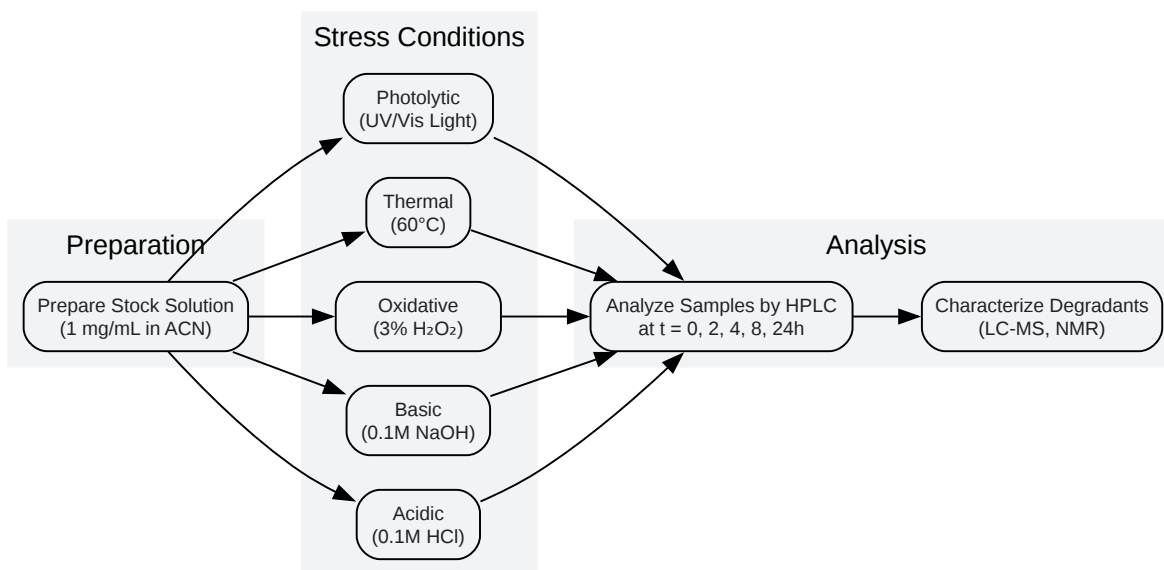 Stress Conditions
Photolytic
(UV/Vis Light)
Thermal
(60°C)
Preparation
Analysis
Prepare Stock Solution
(1 mg/mL in ACN)
Oxidative
(3% H₂O₂)
Analyze Samples by HPLC
at t = 0, 2, 4, 8, 24h
Characterize Degradants
(LC-MS, NMR)
Basic
(0.1M NaOH)
Acidic
(0.1M HCl)